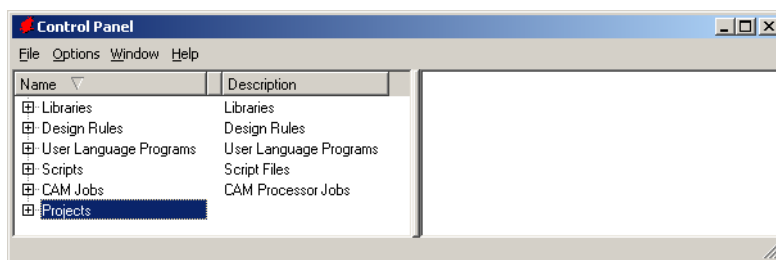 Control Panel
File Options Window Help
Name Description
Libraries Libraries
Design Rules Design Rules
User Language Programs User Language Programs
Scripts Script Files
CAM Jobs CAM Processor Jobs
Projects